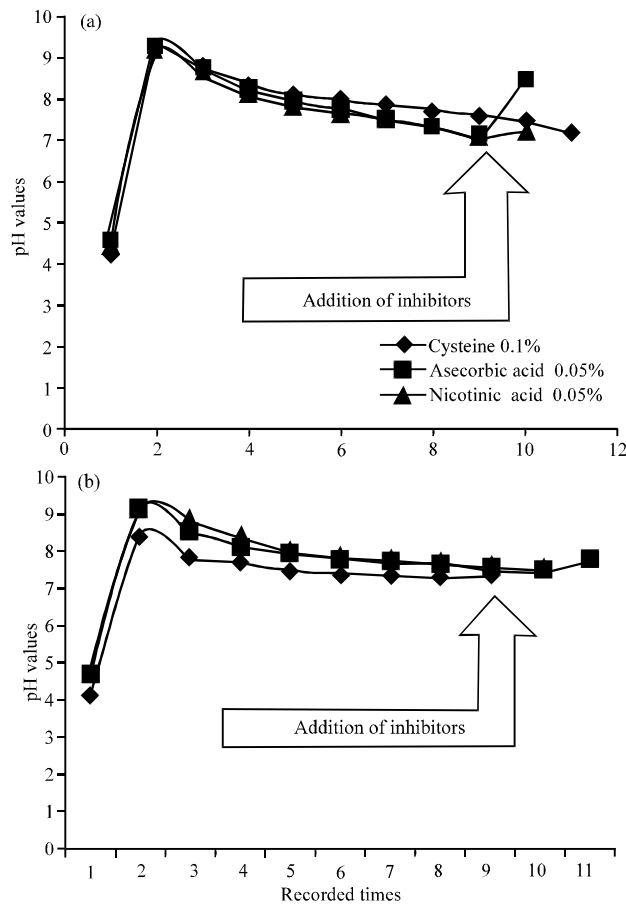 (a)
10
9
8
7
6
5
4
3
2
1
0
pH values
Addition of inhibitors
Cysteine 0.1%
Asecorbic acid 0.05%
Nicotinic acid 0.05%
0 2 4 6 8 10 12
(b)
10
9
8
7
6
5
4
3
2
1
0
pH values
Addition of inhibitors
1 2 3 4 5 6 7 8 9 10 11
Recorded times